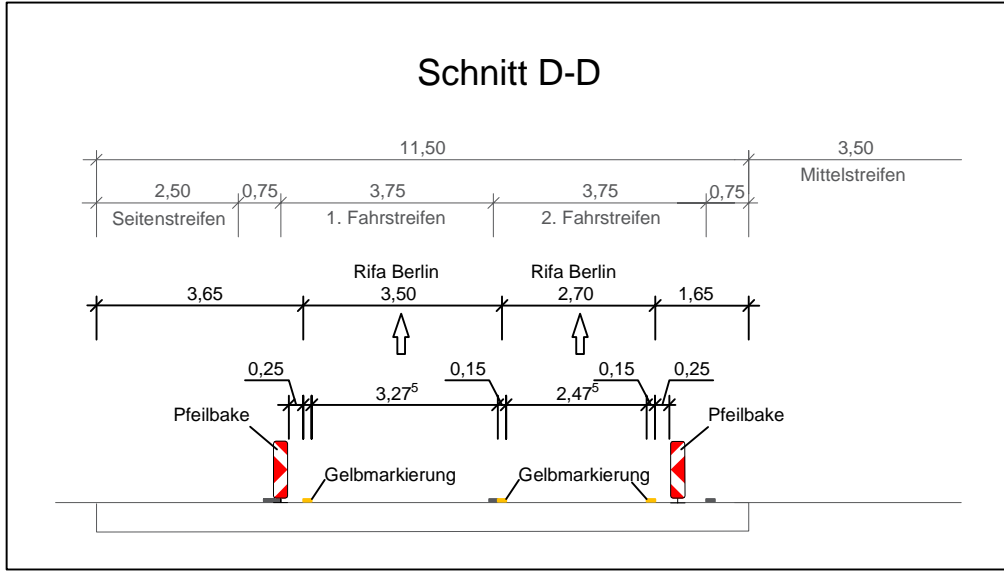 Schnitt D-D
11,50 3,50
Mittelstreifen
2,50 0,75 3,75 3,75 0,75
Seitenstreifen 1. Fahrstreifen 2. Fahrstreifen
Rifa Berlin Rifa Berlin
3,65 3,50 2,70 1,65
0,25 0,15 0,15 0,25
3,27⁵ 2,47⁵
Pfeilbake Pfeilbake
Gelbmarkierung Gelbmarkierung